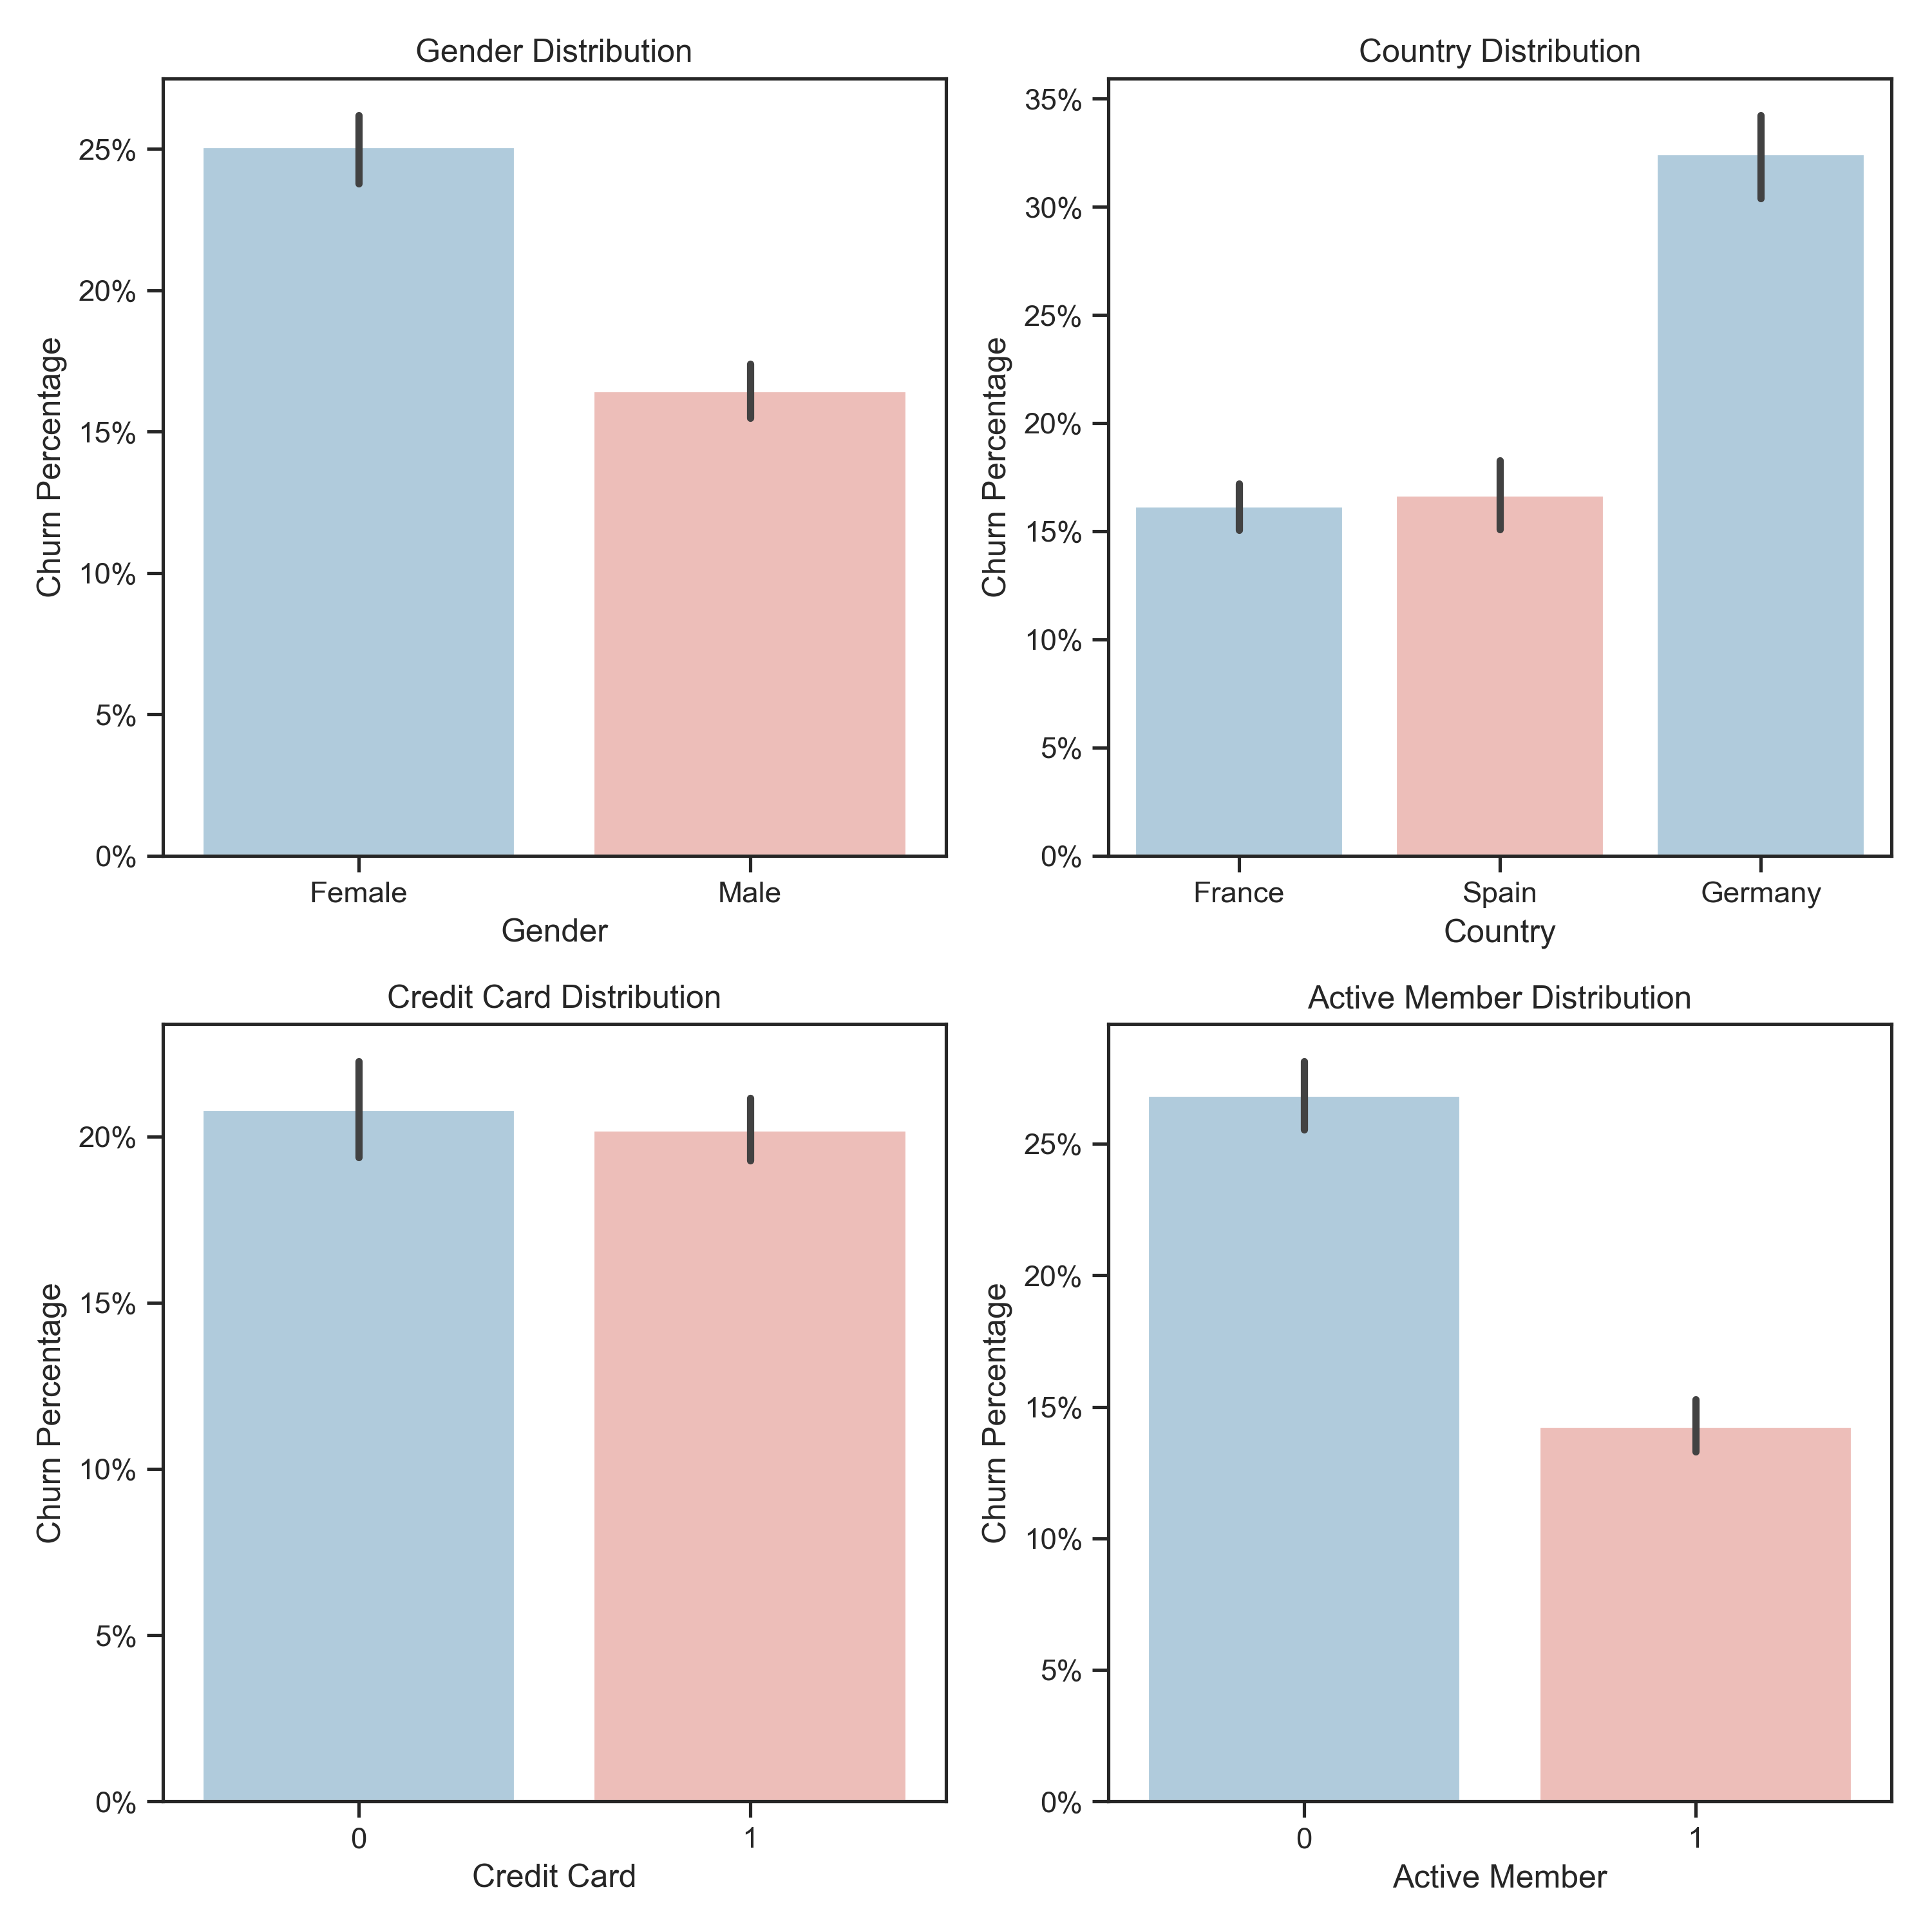 Gender Distribution
Churn Percentage
25%
20%
15%
10%
5%
0%
Female Male
Gender
Country Distribution
Churn Percentage
35%
30%
25%
20%
15%
10%
5%
0%
France Spain Germany
Country
Credit Card Distribution
Churn Percentage
20%
15%
10%
5%
0%
0 1
Credit Card
Active Member Distribution
Churn Percentage
25%
20%
15%
10%
5%
0%
0 1
Active Member